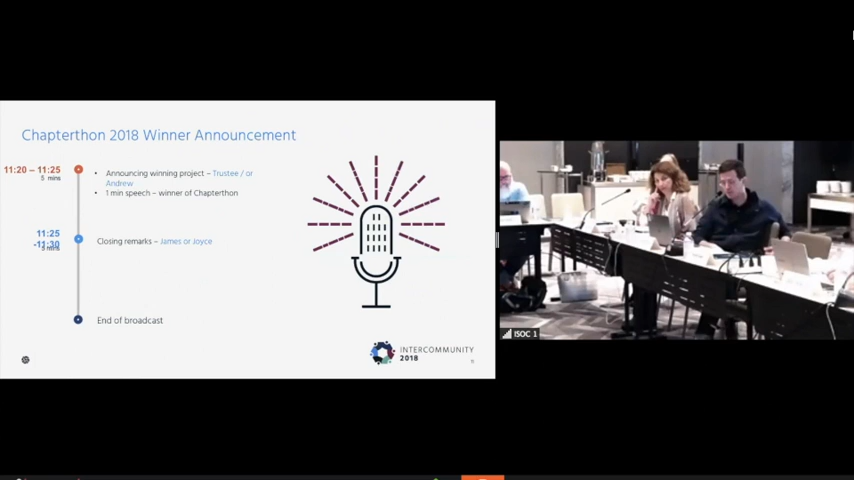 Chapterthon 2018 Winner Announcement
11:20 – 11:25
5 mins
• Announcing winning project – Trustee / or
Andrew
• 1 min speech – winner of Chapterthon
11:25
-11:30
5 mins
Closing remarks – James or Joyce
End of broadcast
INTERCOMMUNITY
2018
ISOC 1